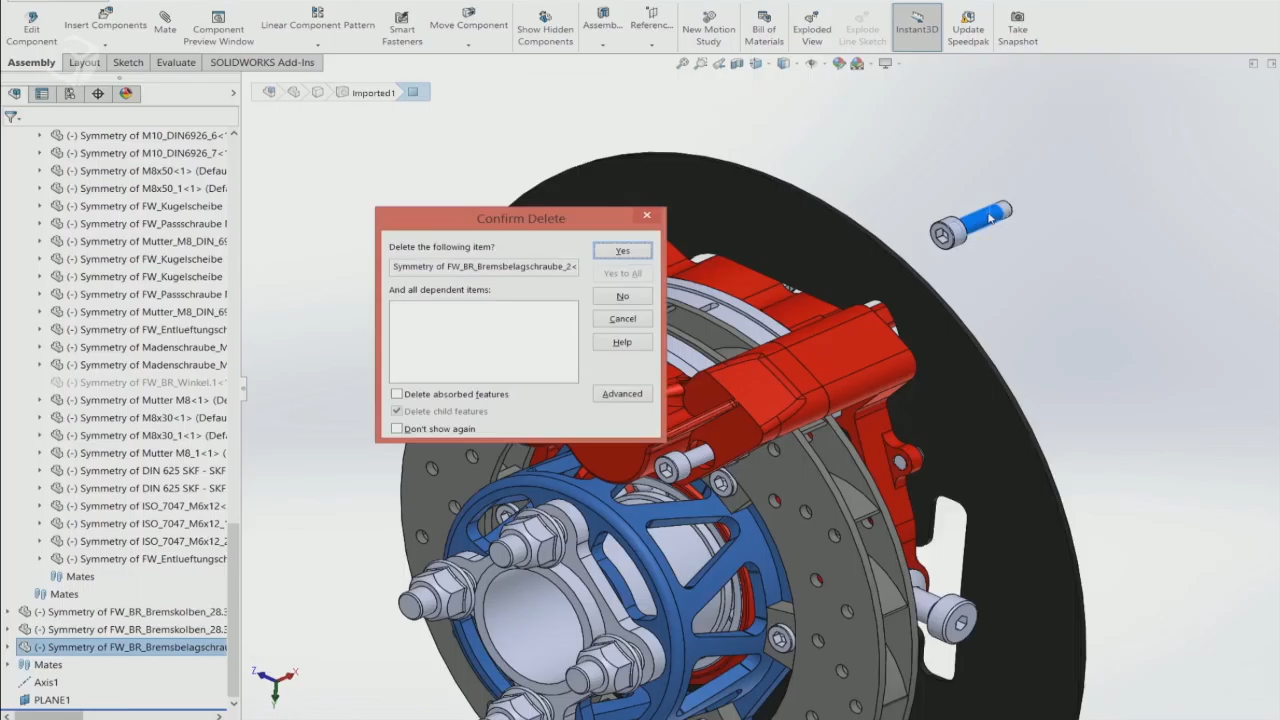 Edit Component
Insert Components
Mate
Component Preview Window
Linear Component Pattern
Smart Fasteners
Move Component
Show Hidden Components
Assemb...
Referenc...
New Motion Study
Bill of Materials
Exploded View
Explode Line Sketch
Instant3D
Update Speedpak
Take Snapshot
Assembly
Layout
Sketch
Evaluate
SOLIDWORKS Add-Ins
Imported1
(-) Symmetry of M10_DIN6926_6<
(-) Symmetry of M10_DIN6926_7<
(-) Symmetry of M8x50<1> (Defau
(-) Symmetry of M8x50_1<1> (Def
(-) Symmetry of FW_Kugelscheibe
(-) Symmetry of FW_Passschraube M
(-) Symmetry of Mutter_M8_DIN_69
(-) Symmetry of FW_Kugelscheibe
(-) Symmetry of FW_Kugelscheibe
(-) Symmetry of FW_Passschraube M
(-) Symmetry of Mutter_M8_DIN_69
(-) Symmetry of FW_Entlueftungsch
(-) Symmetry of Madenschraube_M
(-) Symmetry of Madenschraube_M
(-) Symmetry of FW_BR_Winkel.1<
(-) Symmetry of Mutter M8<1> (
(-) Symmetry of M8x30<1> (Defau
(-) Symmetry of M8x30_1<1> (Def
(-) Symmetry of Mutter M8_1<1> (
(-) Symmetry of DIN 625 SKF - SKF
(-) Symmetry of DIN 625 SKF - SKF
(-) Symmetry of ISO_7047_M6x12<
(-) Symmetry of ISO_7047_M6x12_
(-) Symmetry of ISO_7047_M6x12_2
(-) Symmetry of FW_Entlueftungsch
Mates
Mates
(-) Symmetry of FW_BR_Bremskolben_28.3
(-) Symmetry of FW_BR_Bremskolben_28.3
(-) Symmetry of FW_BR_Bremsbelagschrau
Mates
Axis1
PLANE1
Confirm Delete
Delete the following item?
Symmetry of FW_BR_Bremsbelagschraube_2<
And all dependent items:
Yes
Yes to All
No
Cancel
Help
Advanced
Delete absorbed features
Delete child features
Don't show again
Z
X
Y